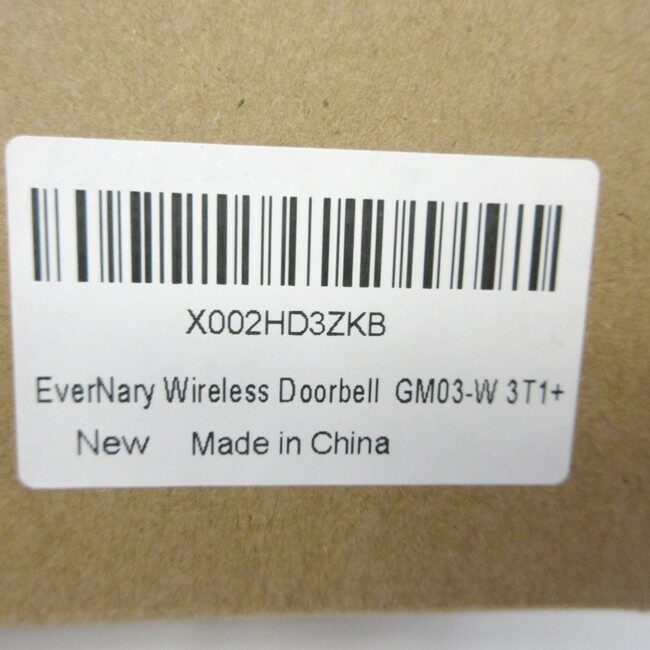 X002HD3ZKB
EverNary Wireless Doorbell GM03-W 3T1+
New Made in China